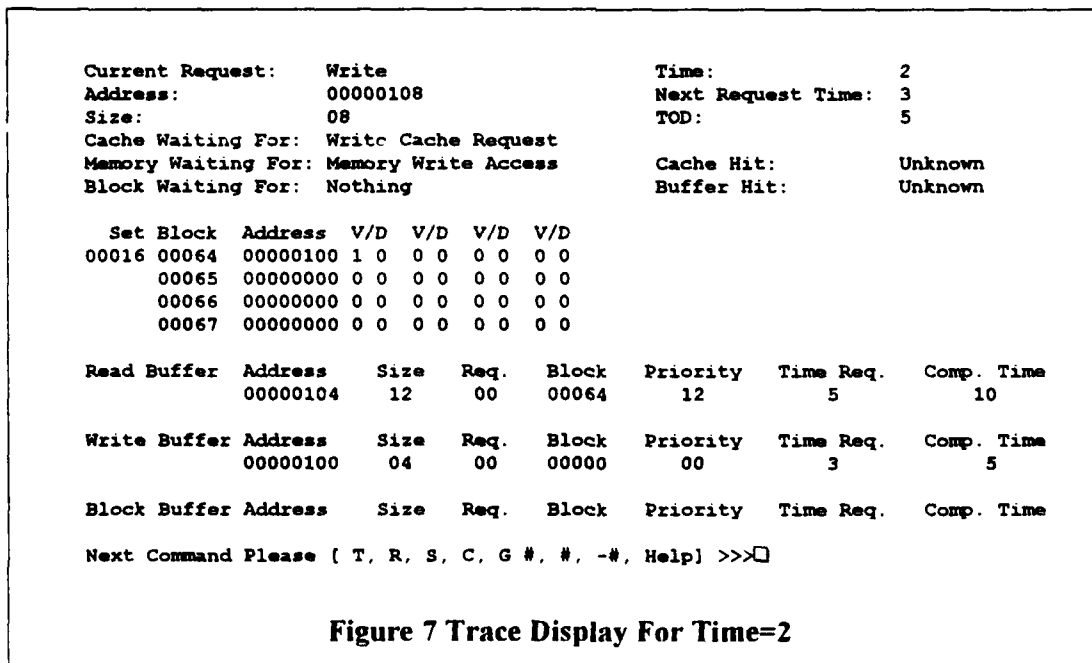 Current Request: Write Time: 2
Address: 00000108 Next Request Time: 3
Size: 08 TOD: 5
Cache Waiting For: Write Cache Request
Memory Waiting For: Memory Write Access Cache Hit: Unknown
Block Waiting For: Nothing Buffer Hit: Unknown
Set Block Address V/D V/D V/D V/D
00016 00064 00000100 1 0 0 0 0 0 0 0
00065 00000000 0 0 0 0 0 0 0 0
00066 00000000 0 0 0 0 0 0 0 0
00067 00000000 0 0 0 0 0 0 0 0
Read Buffer Address Size Req. Block Priority Time Req. Comp. Time
00000104 12 00 00064 12 5 10
Write Buffer Address Size Req. Block Priority Time Req. Comp. Time
00000100 04 00 00000 00 3 5
Block Buffer Address Size Req. Block Priority Time Req. Comp. Time
Next Command Please [ T, R, S, C, G #, #, -#, Help] >>>
Figure 7 Trace Display For Time=2